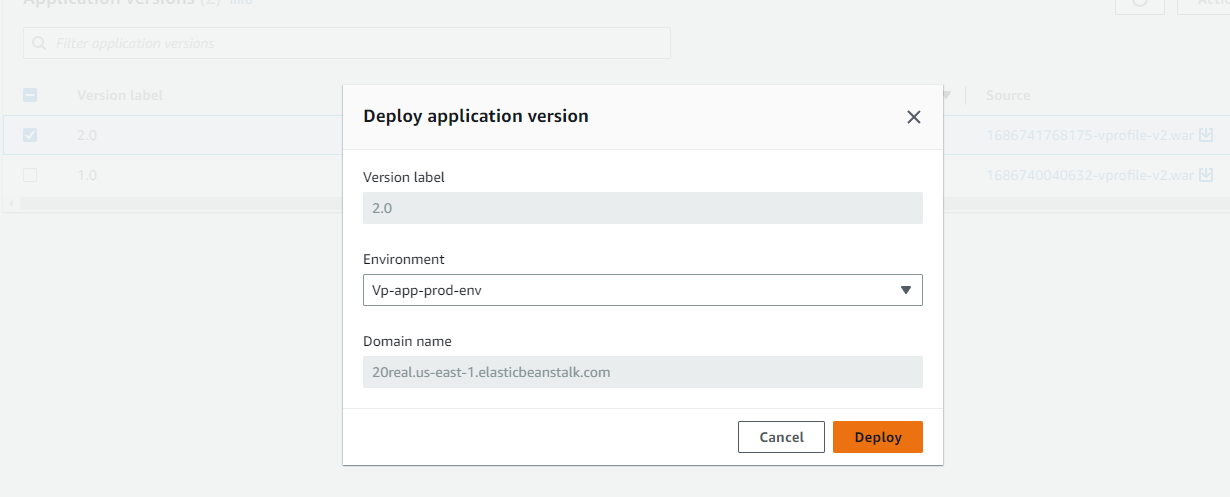 Application versions (2) Info
Filter application versions
Version label
Source
2.0
1686741768175-vprofile-v2.war
1.0
1686740040632-vprofile-v2.war
Deploy application version
Version label
2.0
Environment
Vp-app-prod-env
Domain name
20real.us-east-1.elasticbeanstalk.com
Cancel
Deploy